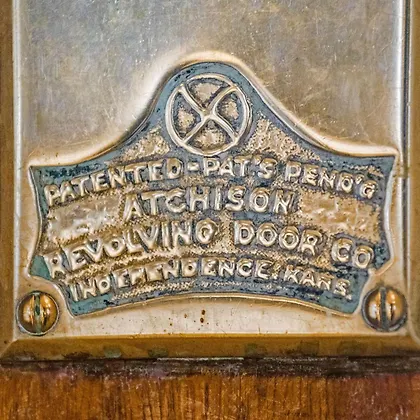 PATENTED-PAT'S PEND'G
ATCHISON
REVOLVING DOOR CO
INDEPENDENCE, KANS.